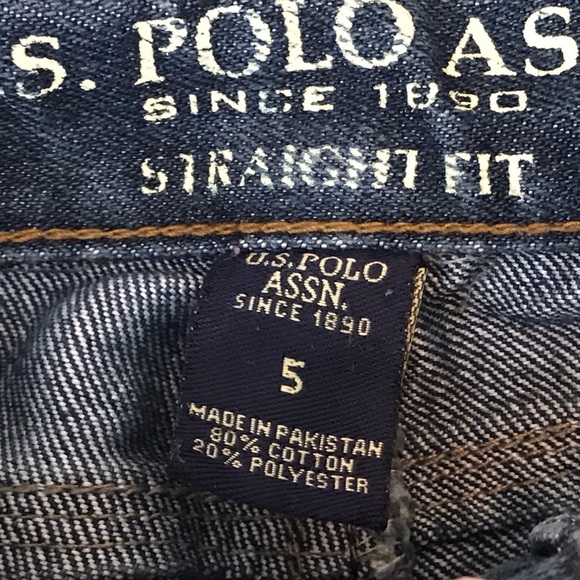 .S. POLO AS
SINCE 1890
STRAIGHT FIT
U.S. POLO
ASSN.
SINCE 1890
5
MADE IN PAKISTAN
80% COTTON
20% POLYESTER